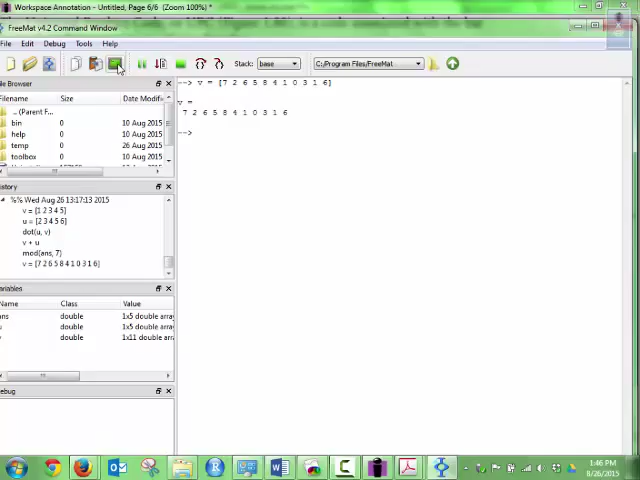 Workspace Annotation - Untitled, Page 6/6 (Zoom 100%) *
FreeMat v4.2 Command Window
File Edit Debug Tools Help
Stack: base C:/Program Files/FreeMat
File Browser
Filename Size Date Modifi
.. (Parent F...
bin 0 10 Aug 2015
help 0 10 Aug 2015
temp 0 10 Aug 2015
toolbox 0 10 Aug 2015
History
%% Wed Aug 26 13:17:13 2015
v = [1 2 3 4 5]
u = [2 3 4 5 6]
dot(u, v)
v + u
mod(ans, 7)
v = [7 2 6 5 8 4 1 0 3 1 6]
Variables
Name Class Value
ans double 1x5 double array
u double 1x5 double array
v double 1x11 double arra
Debug
--> v = [7 2 6 5 8 4 1 0 3 1 6]
v =
7 2 6 5 8 4 1 0 3 1 6
-->
1:46 PM
8/26/2015